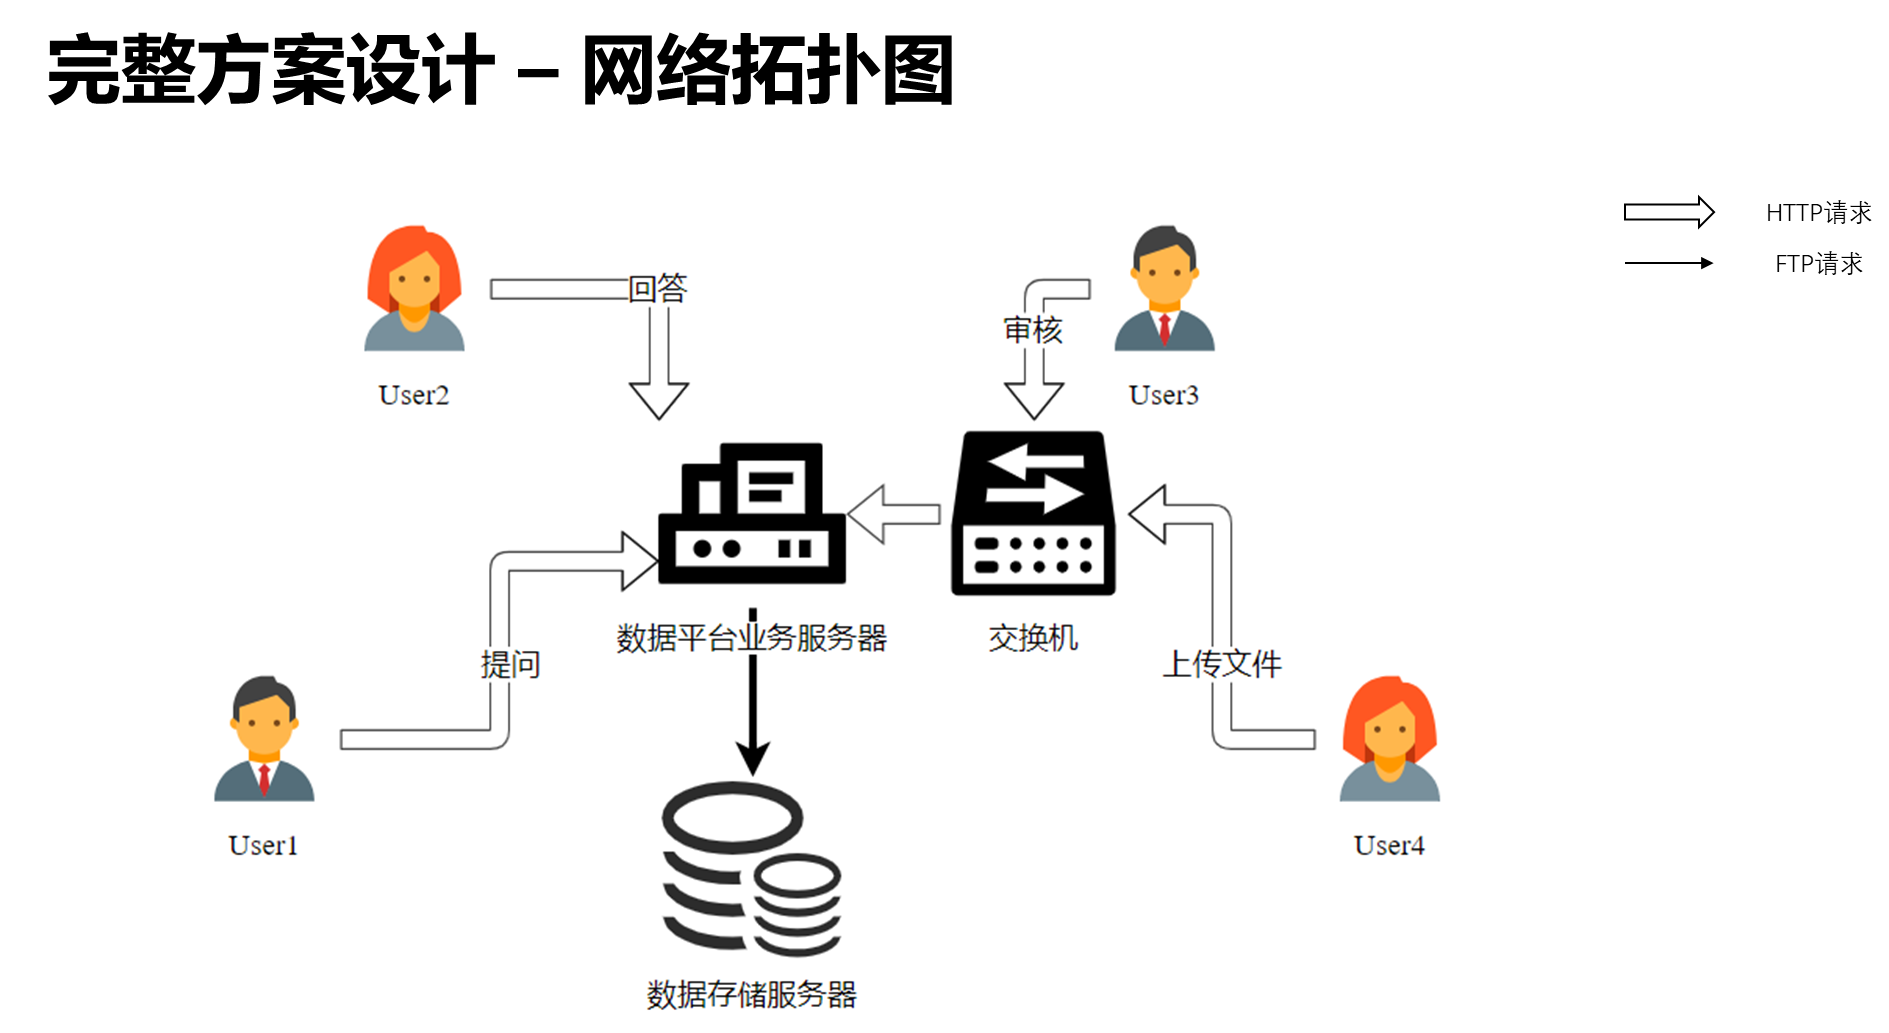 完整方案设计 – 网络拓扑图
HTTP请求
FTP请求
回答
审核
User2
User3
数据平台业务服务器
交换机
提问
上传文件
User1
User4
数据存储服务器